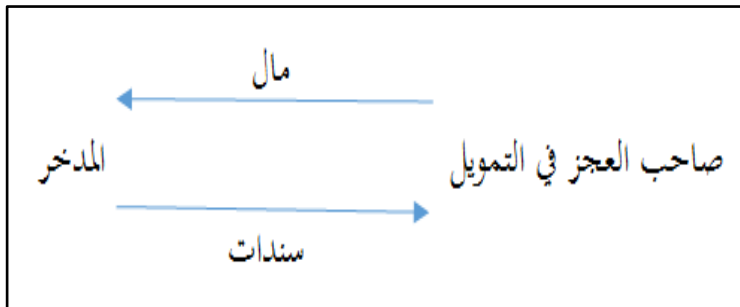 مال
صاحب العجز في التمويل
المدخر
سندات